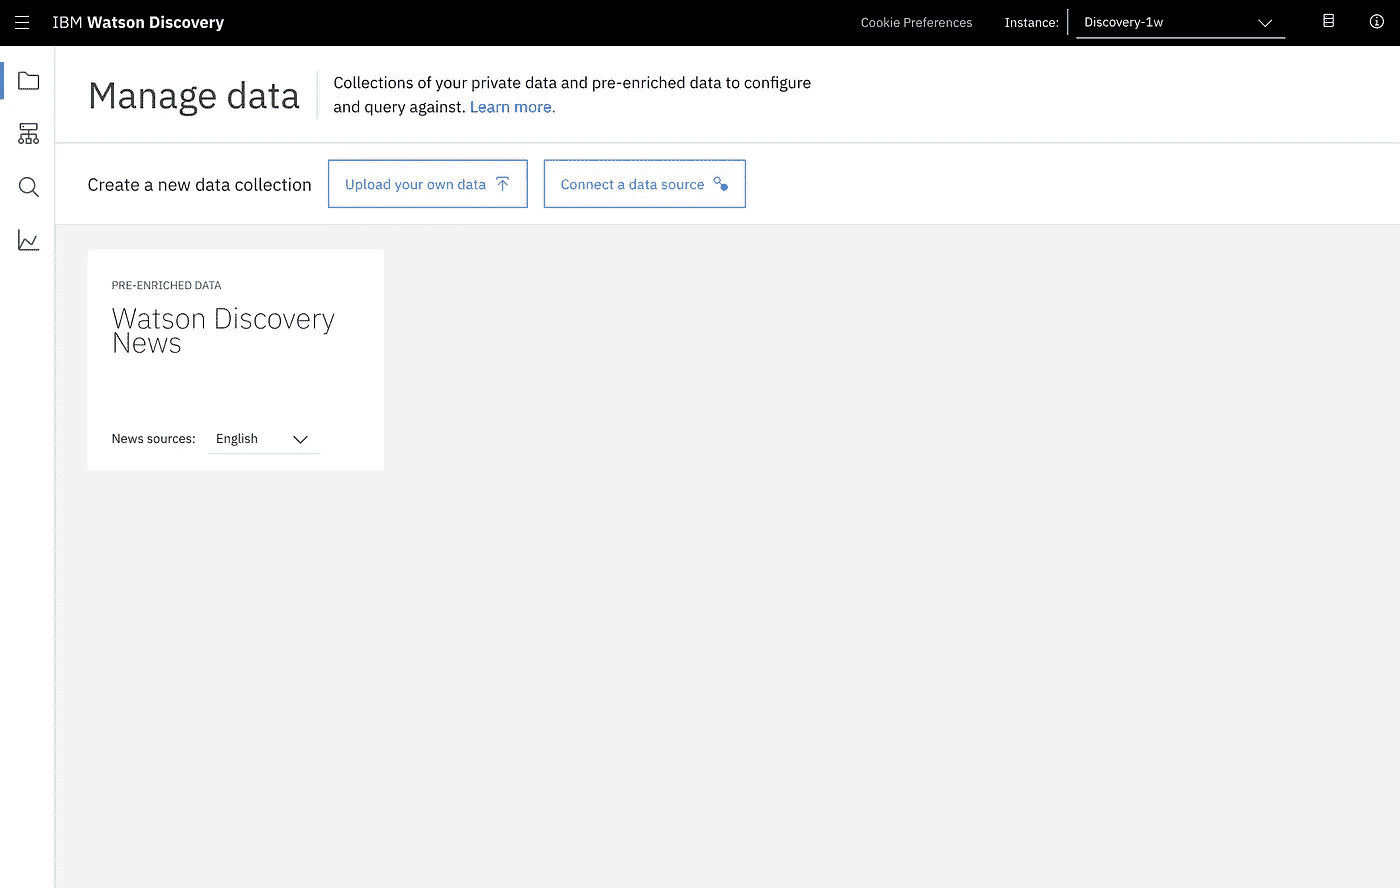 IBM Watson Discovery
Cookie Preferences
Instance:
Discovery-1w
Manage data
Collections of your private data and pre-enriched data to configure
and query against. Learn more.
Create a new data collection
Upload your own data
Connect a data source
PRE-ENRICHED DATA
Watson Discovery
News
News sources:
English